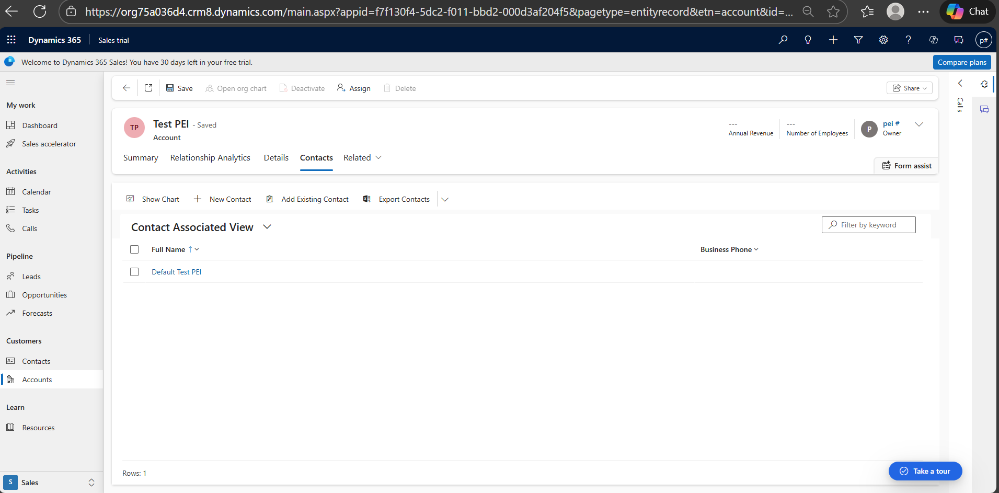 https://org75a036d4.crm8.dynamics.com/main.aspx?appid=f7f130f4-5dc2-f011-bbd2-000d3af204f5&pagetype=entityrecord&etn=account&id=...
Chat
Dynamics 365
Sales trial
p#
Welcome to Dynamics 365 Sales! You have 30 days left in your free trial.
Compare plans
My work
Dashboard
Sales accelerator
Activities
Calendar
Tasks
Calls
Pipeline
Leads
Opportunities
Forecasts
Customers
Contacts
Accounts
Learn
Resources
S
Sales
Save
Open org chart
Deactivate
Assign
Delete
Share
TP
Test PEI - Saved
Account
---
Annual Revenue
---
Number of Employees
P
pei #
Owner
Summary
Relationship Analytics
Details
Contacts
Related
Form assist
Show Chart
New Contact
Add Existing Contact
Export Contacts
Contact Associated View
Filter by keyword
Full Name ↑
Business Phone
Default Test PEI
Rows: 1
Take a tour
Calls